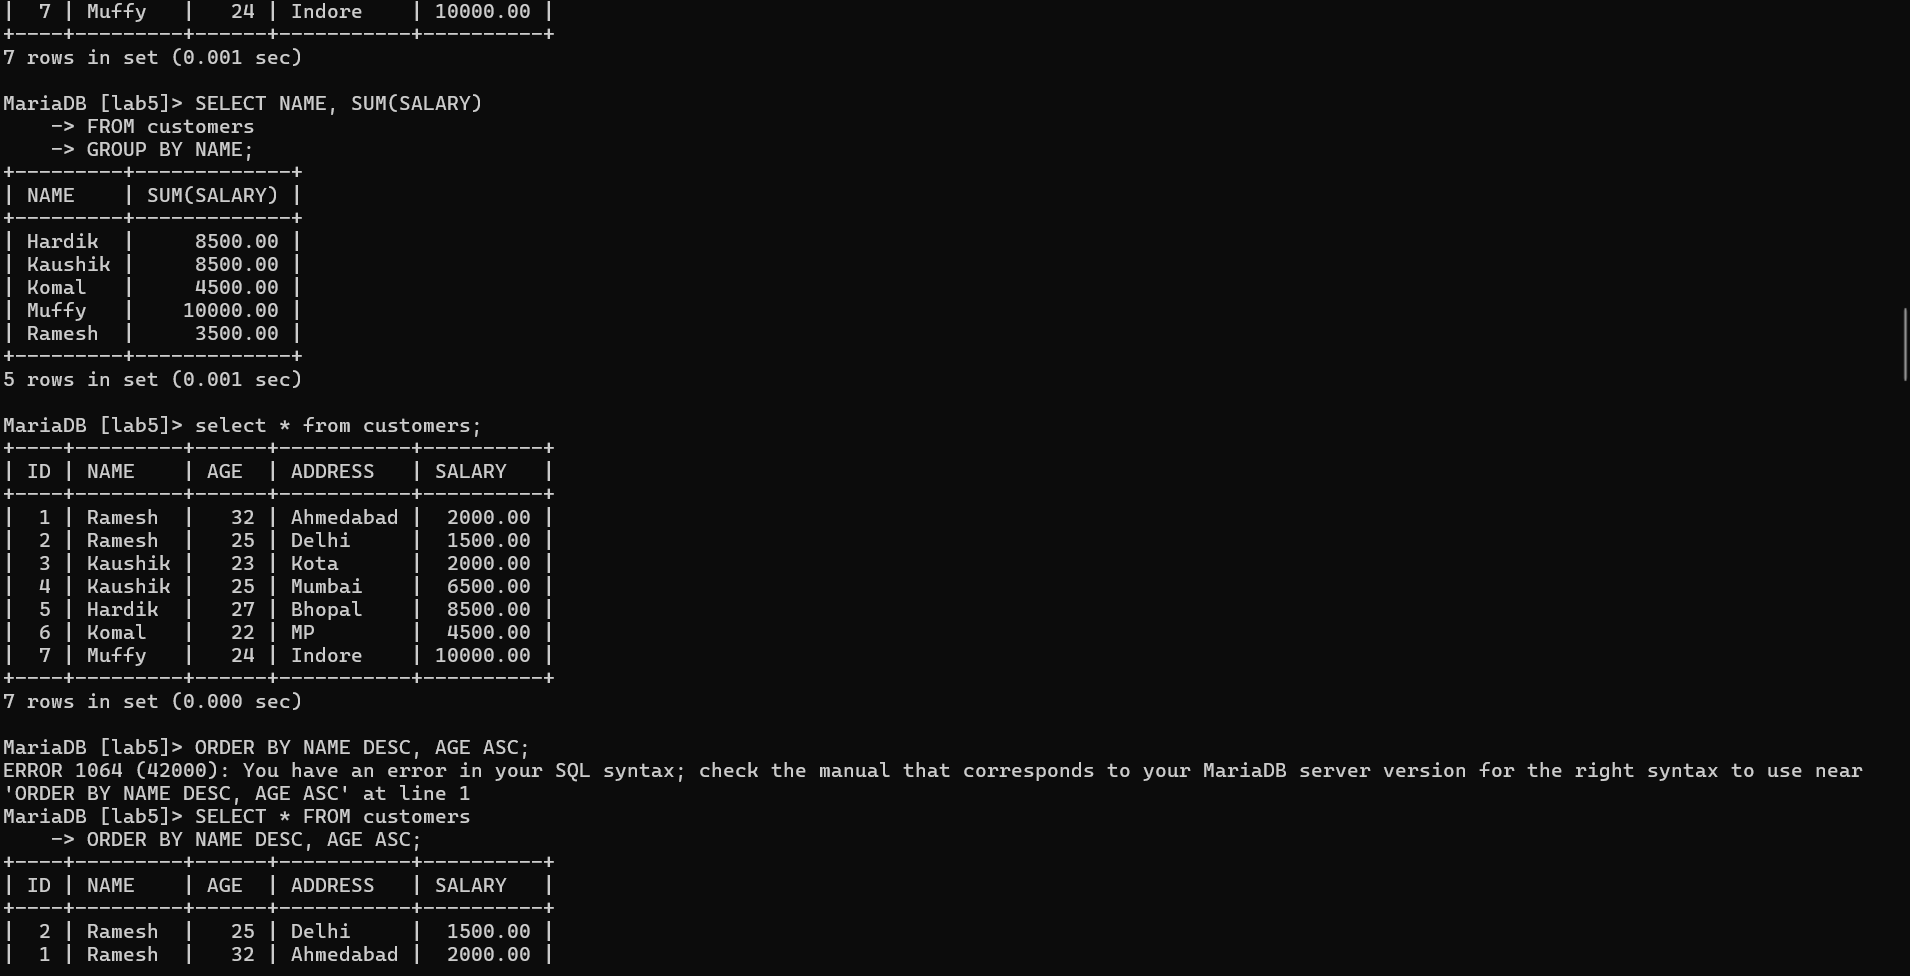 |  7 | Muffy   |   24 | Indore    | 10000.00 |
+----+---------+------+-----------+----------+
7 rows in set (0.001 sec)

MariaDB [lab5]> SELECT NAME, SUM(SALARY)
    -> FROM customers
    -> GROUP BY NAME;
+---------+-------------+
| NAME    | SUM(SALARY) |
+---------+-------------+
| Hardik  |     8500.00 |
| Kaushik |     8500.00 |
| Komal   |     4500.00 |
| Muffy   |    10000.00 |
| Ramesh  |     3500.00 |
+---------+-------------+
5 rows in set (0.001 sec)

MariaDB [lab5]> select * from customers;
+----+---------+------+-----------+----------+
| ID | NAME    | AGE  | ADDRESS   | SALARY   |
+----+---------+------+-----------+----------+
|  1 | Ramesh  |   32 | Ahmedabad |  2000.00 |
|  2 | Ramesh  |   25 | Delhi     |  1500.00 |
|  3 | Kaushik |   23 | Kota      |  2000.00 |
|  4 | Kaushik |   25 | Mumbai    |  6500.00 |
|  5 | Hardik  |   27 | Bhopal    |  8500.00 |
|  6 | Komal   |   22 | MP        |  4500.00 |
|  7 | Muffy   |   24 | Indore    | 10000.00 |
+----+---------+------+-----------+----------+
7 rows in set (0.000 sec)

MariaDB [lab5]> ORDER BY NAME DESC, AGE ASC;
ERROR 1064 (42000): You have an error in your SQL syntax; check the manual that corresponds to your MariaDB server version for the right syntax to use near
'ORDER BY NAME DESC, AGE ASC' at line 1
MariaDB [lab5]> SELECT * FROM customers
    -> ORDER BY NAME DESC, AGE ASC;
+----+---------+------+-----------+----------+
| ID | NAME    | AGE  | ADDRESS   | SALARY   |
+----+---------+------+-----------+----------+
|  2 | Ramesh  |   25 | Delhi     |  1500.00 |
|  1 | Ramesh  |   32 | Ahmedabad |  2000.00 |